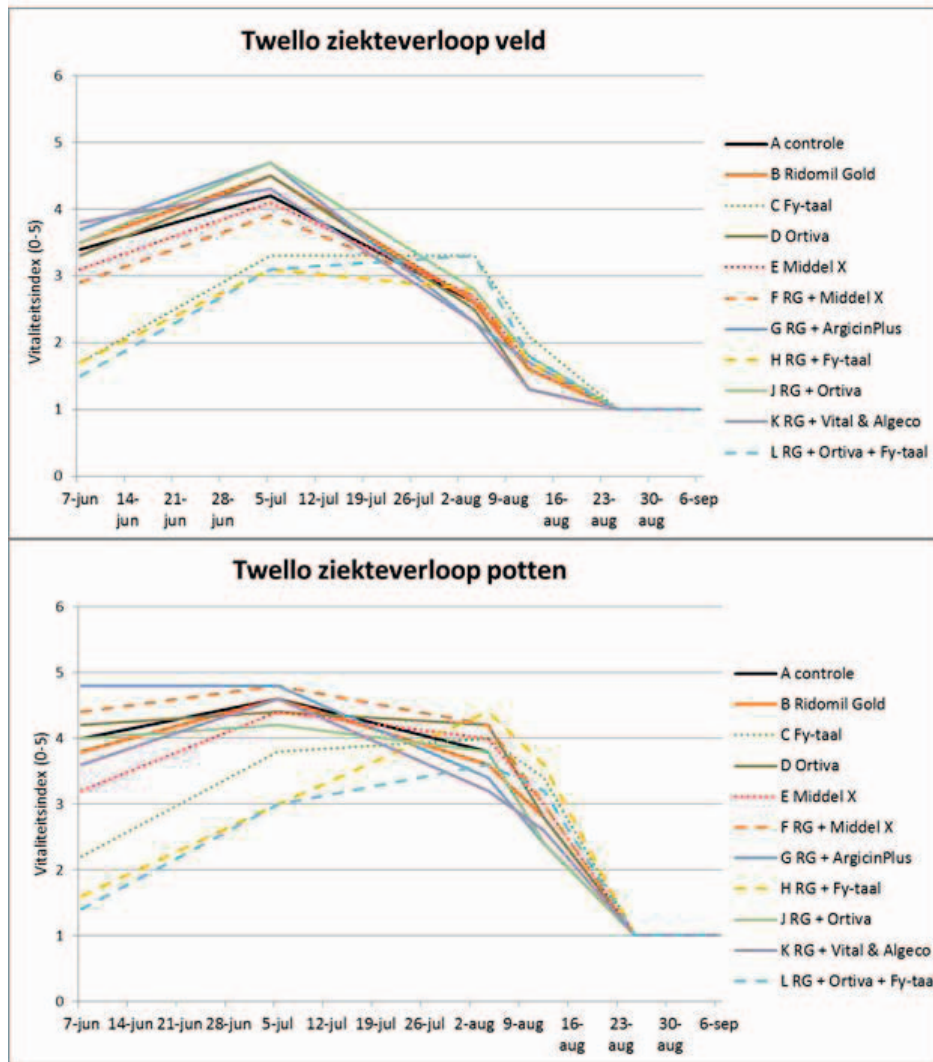 Twello ziekteverloop veld
Vitaliteitsindex (0-5)
6
5
4
3
2
1
0
7-jun 14-jun 21-jun 28-jun 5-jul 12-jul 19-jul 26-jul 2-aug 9-aug 16-aug 23-aug 30-aug 6-sep
A controle
B Ridomil Gold
C Fy-taal
D Ortiva
E Middel X
F RG + Middel X
G RG + ArgicinPlus
H RG + Fy-taal
J RG + Ortiva
K RG + Vital & Algeco
L RG + Ortiva + Fy-taal
Twello ziekteverloop potten
Vitaliteitsindex (0-5)
6
5
4
3
2
1
0
7-jun 14-jun 21-jun 28-jun 5-jul 12-jul 19-jul 26-jul 2-aug 9-aug 16-aug 23-aug 30-aug 6-sep
A controle
B Ridomil Gold
C Fy-taal
D Ortiva
E Middel X
F RG + Middel X
G RG + ArgicinPlus
H RG + Fy-taal
J RG + Ortiva
K RG + Vital & Algeco
L RG + Ortiva + Fy-taa